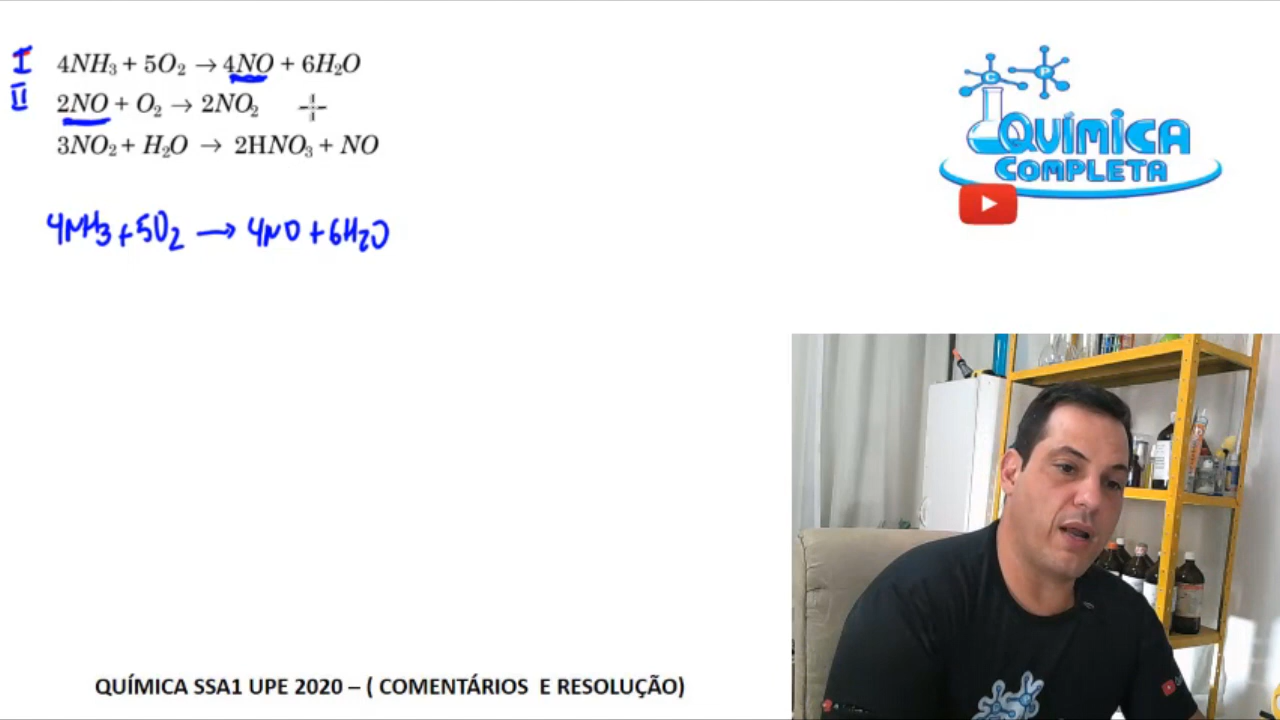 I 4NH₃ + 5O₂ → 4NO + 6H₂O
II 2NO + O₂ → 2NO₂
3NO₂ + H₂O → 2HNO₃ + NO
4NH₃ + 5O₂ → 4NO + 6H₂O
C P
QUÍMICA
COMPLETA
QUÍMICA SSA1 UPE 2020 – ( COMENTÁRIOS E RESOLUÇÃO)